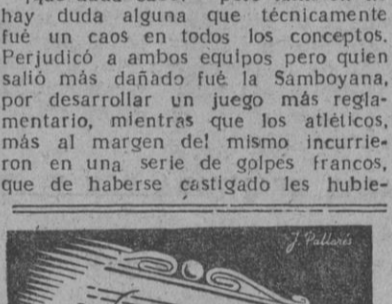 hay duda alguna que técnicamente
fué un caos en todos los conceptos.
Perjudicó a ambos equipos pero quien
salió más dañado fué la Samboyana,
por desarrollar un juego más regla-
mentario, mientras que los atléticos,
más al margen del mismo incurrie-
ron en una serie de golpes francos,
que de haberse castigado les hubie-
J. Pallarés